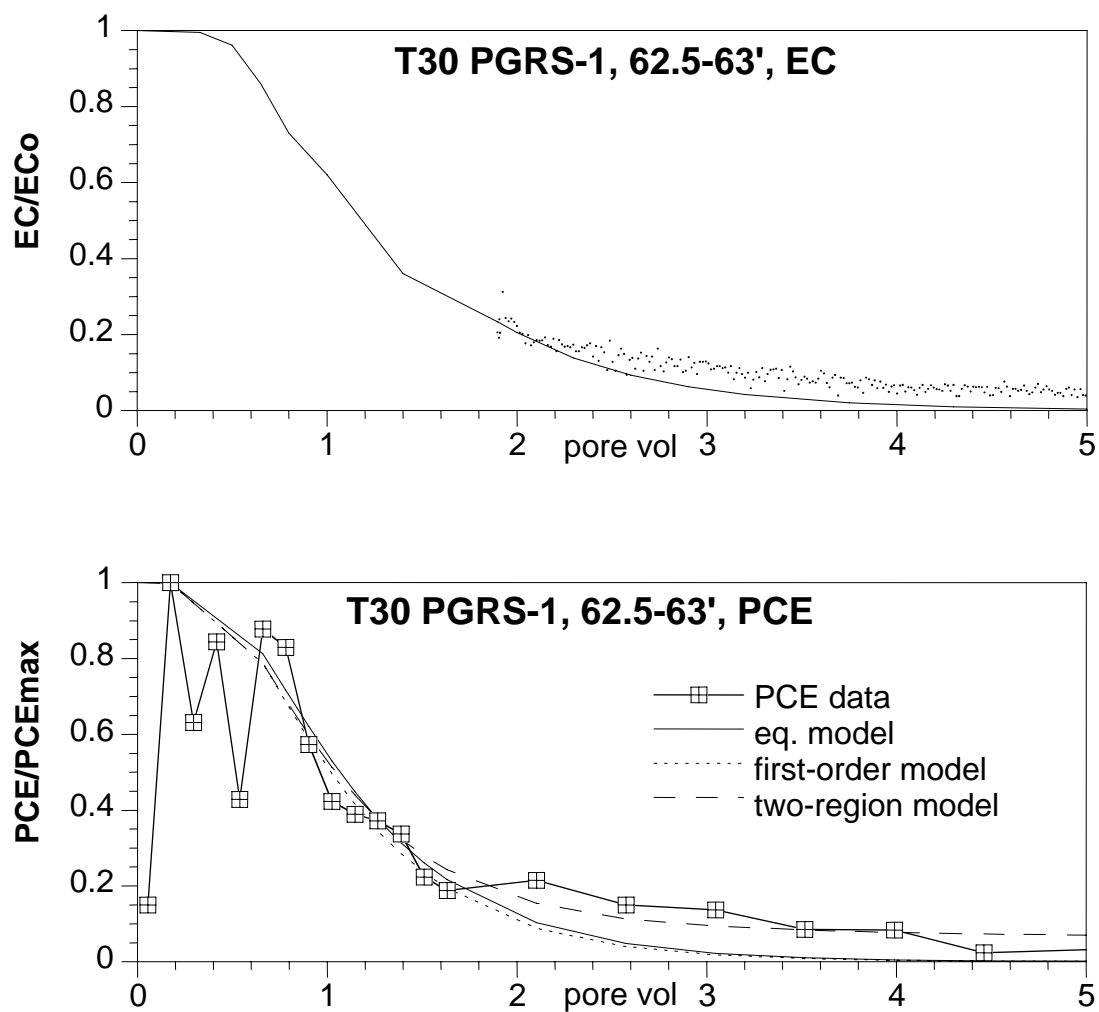 T30 PGRS-1, 62.5-63', EC
EC/ECo
1
0.8
0.6
0.4
0.2
0
0 1 2 3 4 5
pore vol
T30 PGRS-1, 62.5-63', PCE
PCE/PCEmax
1
0.8
0.6
0.4
0.2
0
PCE data
eq. model
first-order model
two-region model
0 1 2 3 4 5
pore vol